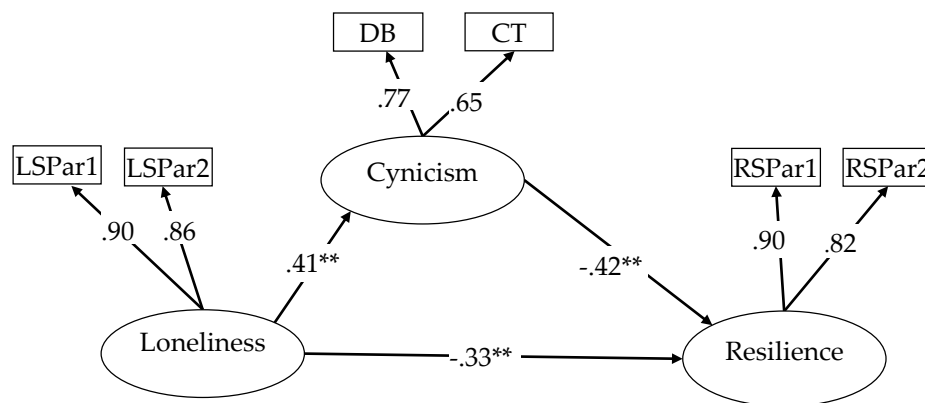 DB
CT
.77
.65
LSPar1
LSPar2
Cynicism
RSPar1
RSPar2
.90
.86
.90
.82
.41**
-.42**
Loneliness
-.33**
Resilience